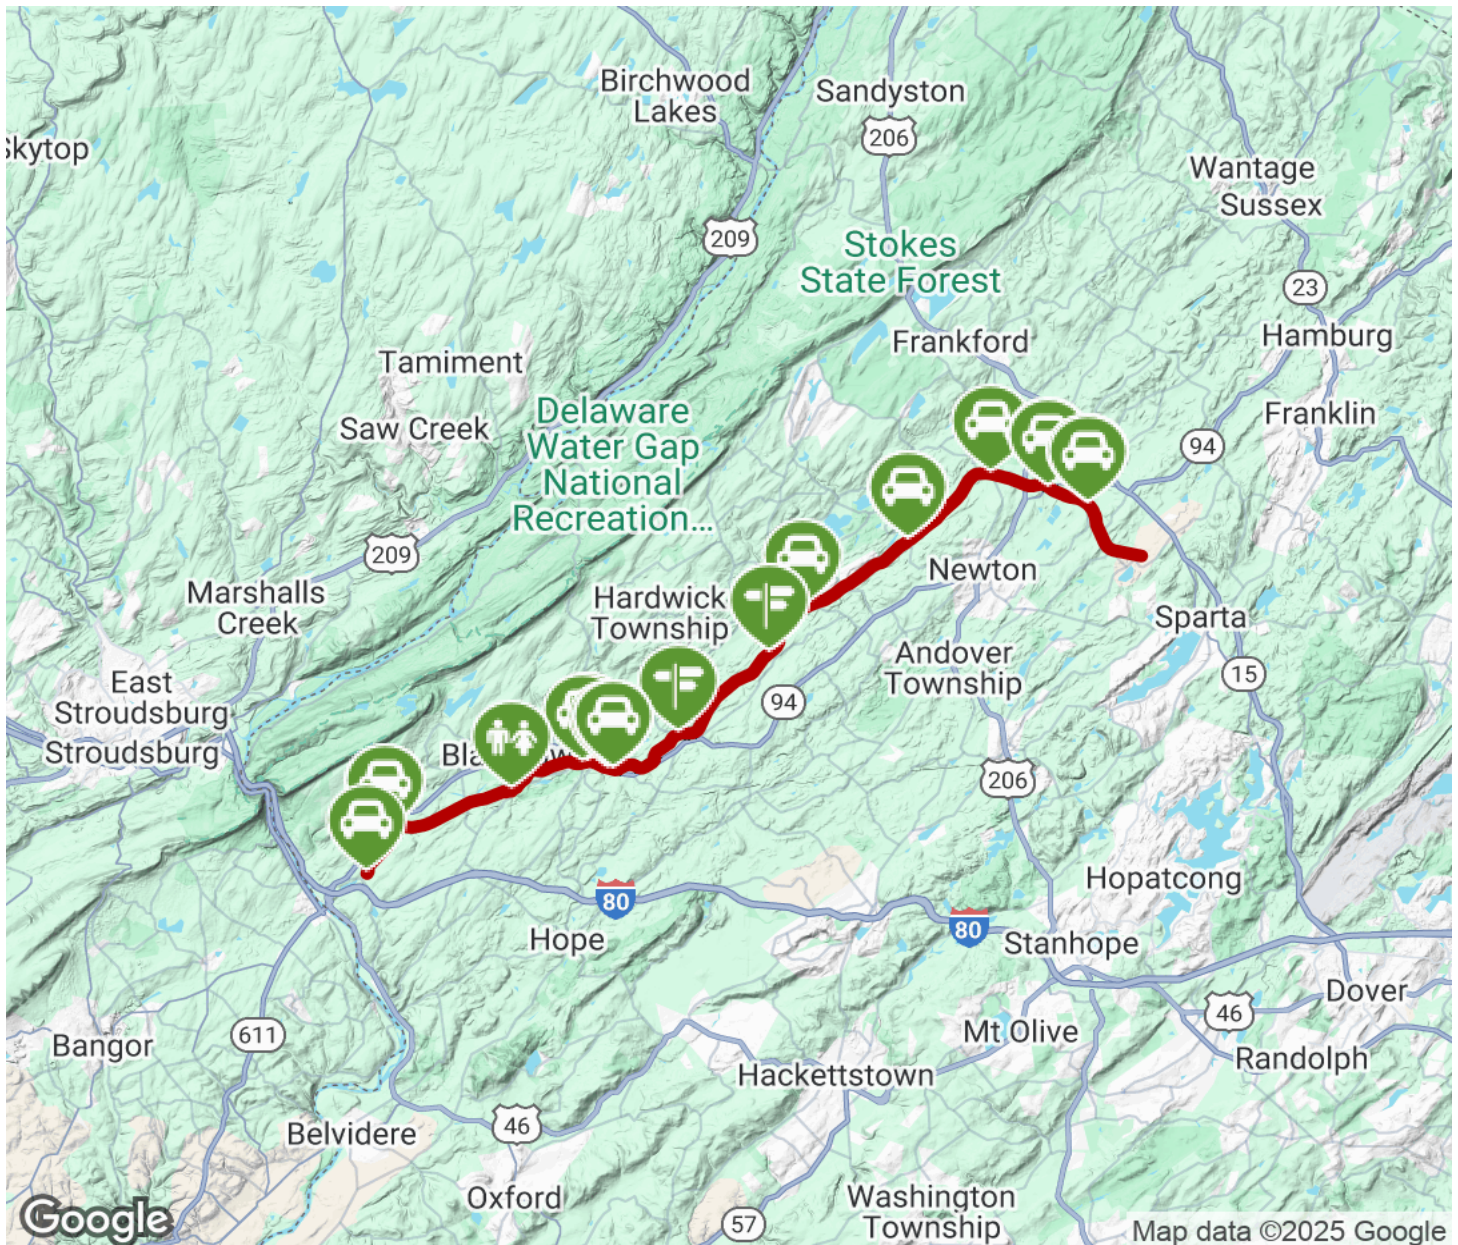 Birchwood
Lakes
Sandyston
206
Skytop
Wantage
Sussex
209
Stokes
State Forest
23
Frankford
Hamburg
Tamiment
Delaware
Water Gap
National
Recreation...
Saw Creek
Franklin
94
209
Newton
Marshalls
Creek
Hardwick
Township
Sparta
Andover
Township
15
East
Stroudsburg
Stroudsburg
94
206
Hopatcong
80
Hope
80
Stanhope
Dover
46
611
Bangor
Mt Olive
Randolph
Hackettstown
46
Belvidere
Oxford
Washington
Township
57
Google
Map data ©2025 Google